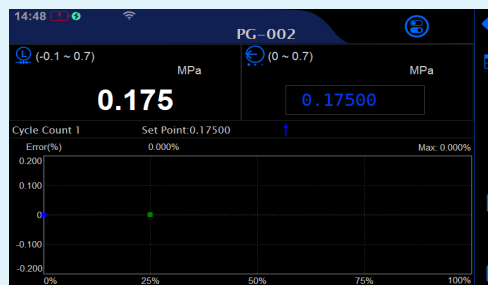 14:48
PG-002
L (-0.1 ~ 0.7)
MPa
0.175
(0 ~ 0.7)
MPa
0.17500
Cycle Count 1 Set Point:0.17500
Error(%) 0.000% Max: 0.000%
0.200
0.100
0
-0.100
-0.200
0% 25% 50% 75% 100%